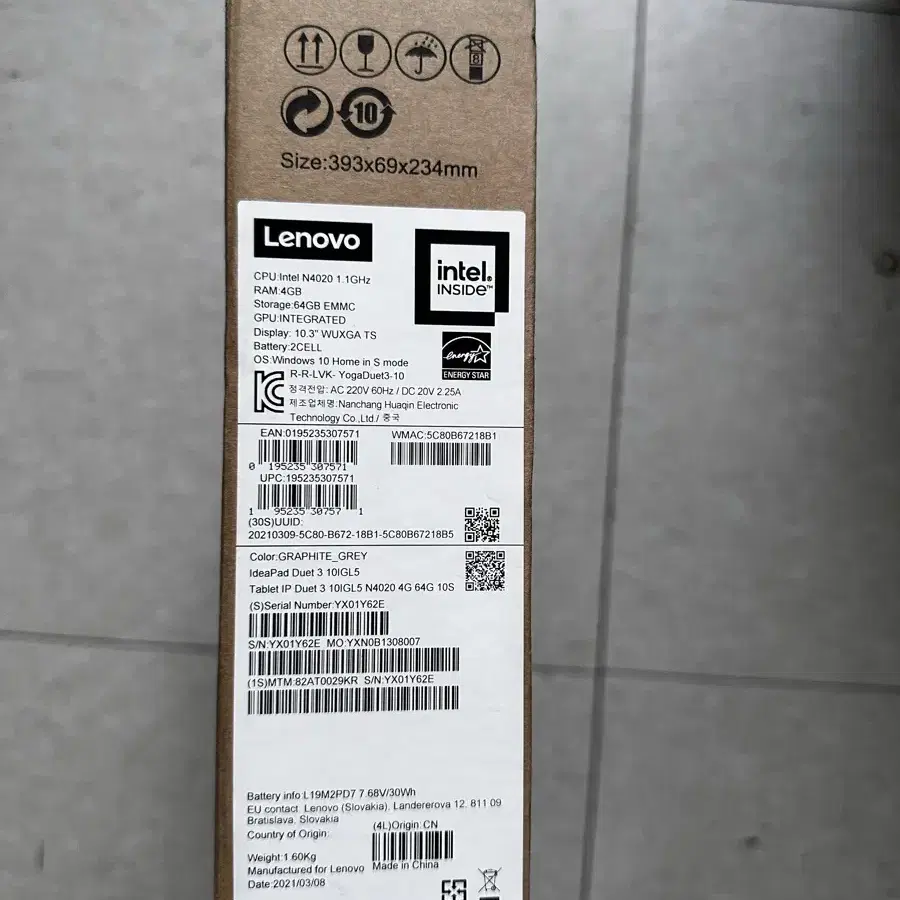 8
10
Size:393x69x234mm
Lenovo
intel.
INSIDE™
CPU:Intel N4020 1.1GHz
RAM:4GB
Storage:64GB EMMC
GPU:INTEGRATED
Display: 10.3" WUXGA TS
Battery:2CELL
OS:Windows 10 Home in S mode
energy
ENERGY STAR
R-R-LVK- YogaDuet3-10
정격전압: AC 220V 60Hz / DC 20V 2.25A
제조업체명: Nanchang Huaqin Electronic
Technology Co.,Ltd./ 중국
EAN:0195235307571
WMAC:5C80B67218B1
0 195235 307571
UPC:195235307571
1 95235 30757 1
(30S)UUID:
20210309-5C80-B672-18B1-5C80B67218B5
Color:GRAPHITE_GREY
IdeaPad Duet 3 10IGL5
Tablet IP Duet 3 10IGL5 N4020 4G 64G 10S
(S)Serial Number:YX01Y62E
S/N:YX01Y62E MO:YXN0B1308007
(1S)MTM:82AT0029KR S/N:YX01Y62E
Battery info:L19M2PD7 7.68V/30Wh
EU contact: Lenovo (Slovakia), Landererova 12, 811 09
Bratislava, Slovakia
Country of Origin:
(4L)Origin:CN
Weight:1.60Kg
Made in China
Manufactured for Lenovo
Date:2021/03/08